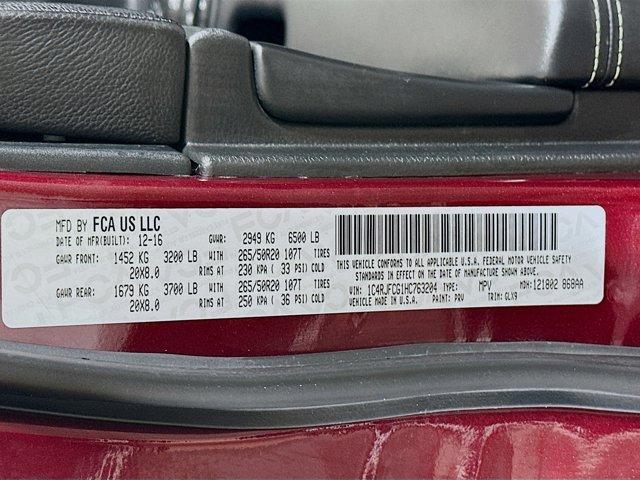 MFD BY FCA US LLC
DATE OF MFR(BUILT): 12-16 GVWR: 2949 KG 6500 LB
GAWR FRONT: 1452 KG 3200 LB WITH 265/50R20 107T TIRES
20X8.0 RIMS AT 230 KPA ( 33 PSI) COLD
GAWR REAR: 1679 KG 3700 LB WITH 265/50R20 107T TIRES
20X8.0 RIMS AT 250 KPA ( 36 PSI) COLD
THIS VEHICLE CONFORMS TO ALL APPLICABLE U.S.A. FEDERAL MOTOR VEHICLE SAFETY
STANDARDS IN EFFECT ON THE DATE OF MANUFACTURE SHOWN ABOVE.
VIN: 1C4RJFCG1HC763204 TYPE: MPV MDH:121802 868AA
VEHICLE MADE IN U.S.A. PAINT: PRV TRIM: GLX9